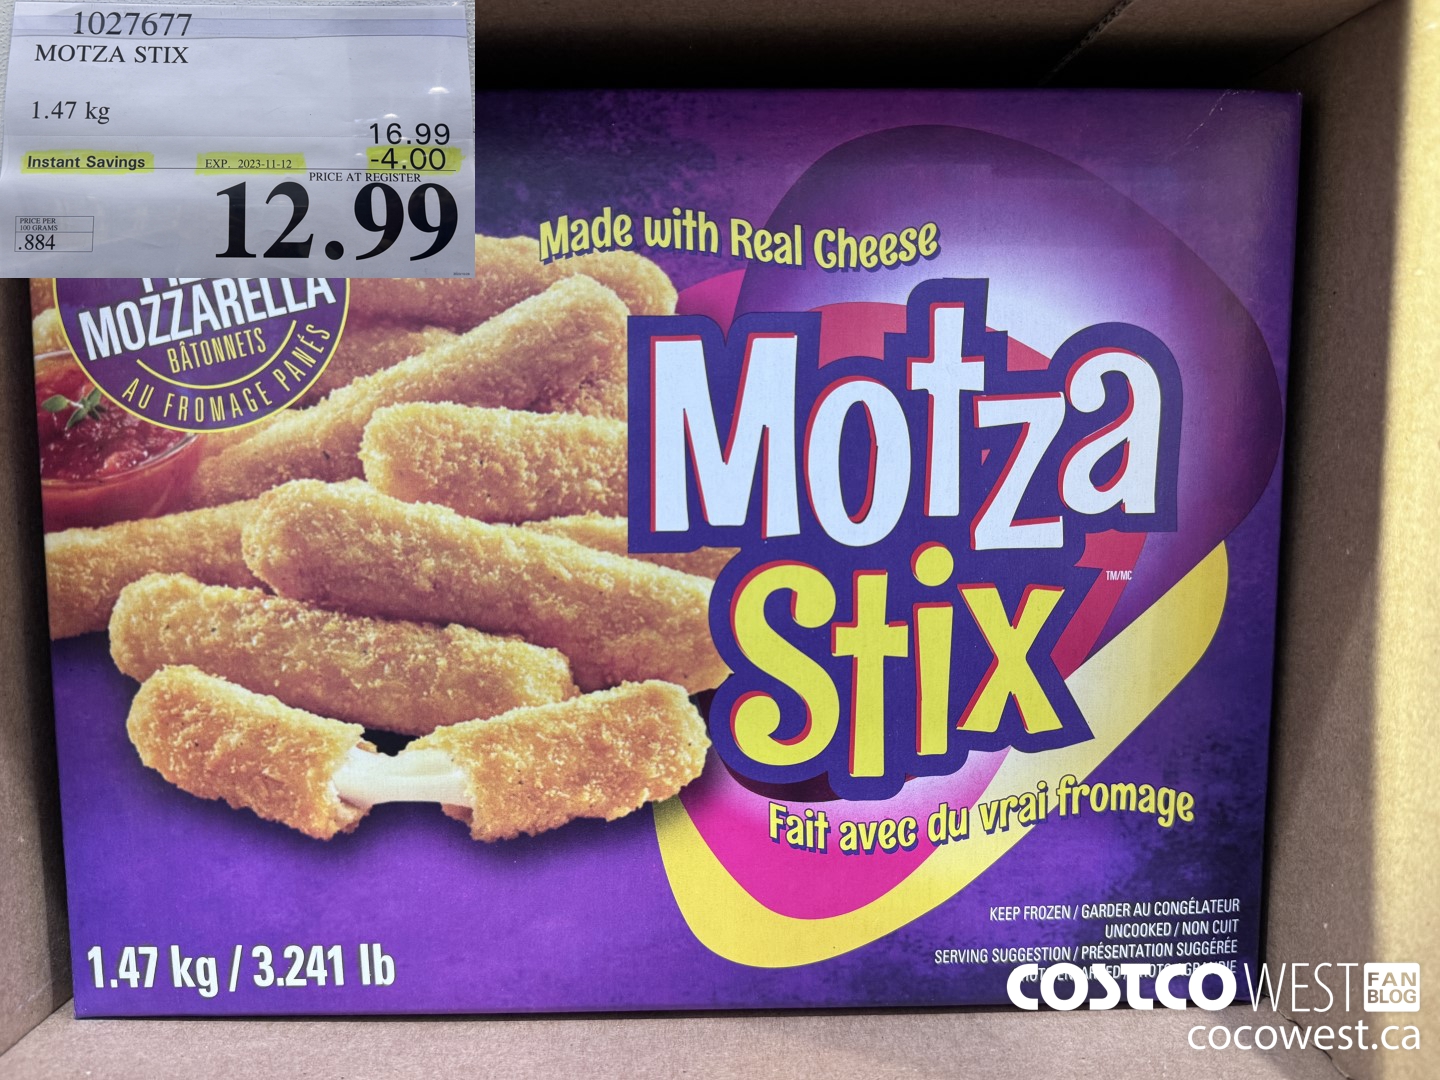 1027677
MOTZA STIX
1.47 kg
16.99
Instant Savings EXP. 2023-11-12 -4.00
PRICE AT REGISTER
PRICE PER
100 GRAMS
.884
12.99
MOZZARELLA
BÂTONNETS
AU FROMAGE PANÉS
Made with Real Cheese
Motza
Stix
TM/MC
Fait avec du vrai fromage
KEEP FROZEN / GARDER AU CONGÉLATEUR
UNCOOKED / NON CUIT
SERVING SUGGESTION / PRÉSENTATION SUGGÉRÉE
1.47 kg / 3.241 lb
COSTCO WEST FAN
BLOG
cocowest.ca